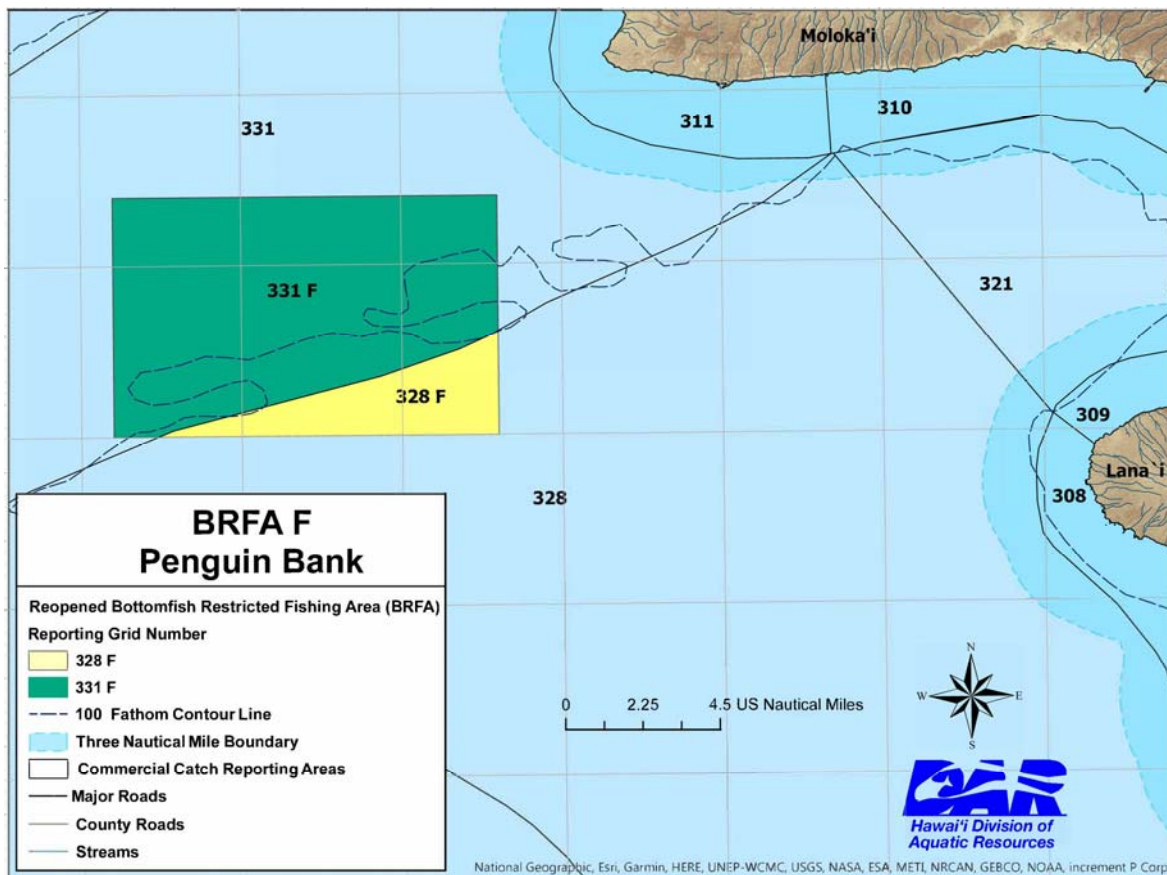 Moloka'i
331
311
310
331 F
321
328 F
309
Lana`i
328
308
BRFA F
Penguin Bank
Reopened Bottomfish Restricted Fishing Area (BRFA)
Reporting Grid Number
328 F
331 F
100 Fathom Contour Line
Three Nautical Mile Boundary
Commercial Catch Reporting Areas
Major Roads
County Roads
Streams
0 2.25 4.5 US Nautical Miles
N
W E
S
DAR
Hawai'i Division of
Aquatic Resources
National Geographic, Esri, Garmin, HERE, UNEP-WCMC, USGS, NASA, ESA, METI, NRCAN, GEBCO, NOAA, increment P Corp